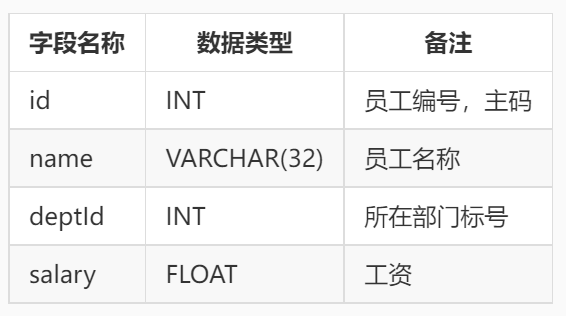 字段名称 数据类型 备注
id INT 员工编号，主码
name VARCHAR(32) 员工名称
deptId INT 所在部门标号
salary FLOAT 工资